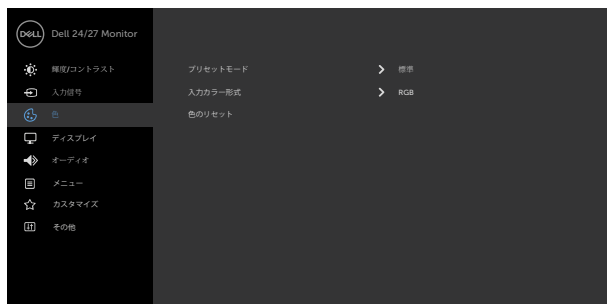 DELL Dell 24/27 Monitor
輝度/コントラスト
プリセットモード 標準
入力信号
入力カラー形式 RGB
色
色のリセット
ディスプレイ
オーディオ
メニュー
カスタマイズ
その他